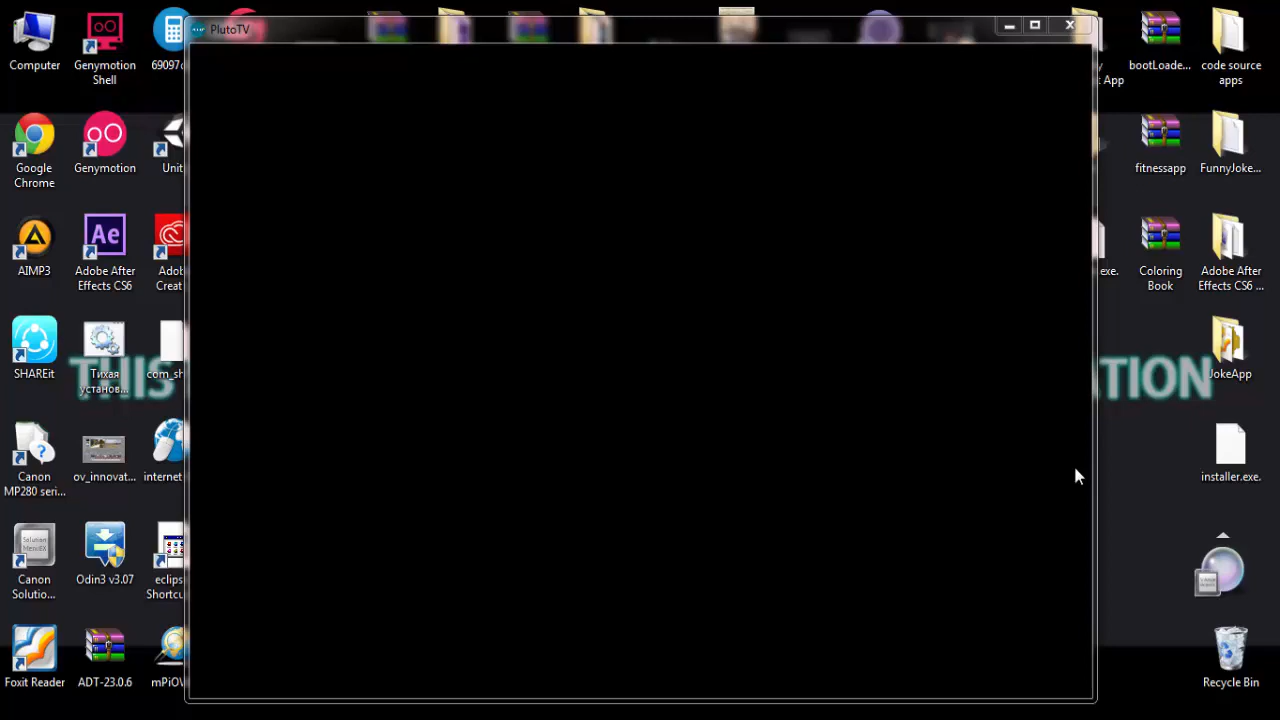 PlutoTV
Computer
Genymotion
Shell
69097
t App
bootLoade...
code source
apps
Google
Chrome
Genymotion
Unit
fitnessapp
FunnyJoke...
AIMP3
Adobe After
Effects CS6
Adob
Creat
exe.
Coloring
Book
Adobe After
Effects CS6 ...
THIS
ATION
SHAREit
Тихая
установ...
com_sh
JokeApp
Canon
MP280 seri...
ov_innovat...
internet
installer.exe.
Canon
Solutio...
Odin3 v3.07
eclips
Shortcu
Foxit Reader
ADT-23.0.6
mPiOV
Recycle Bin